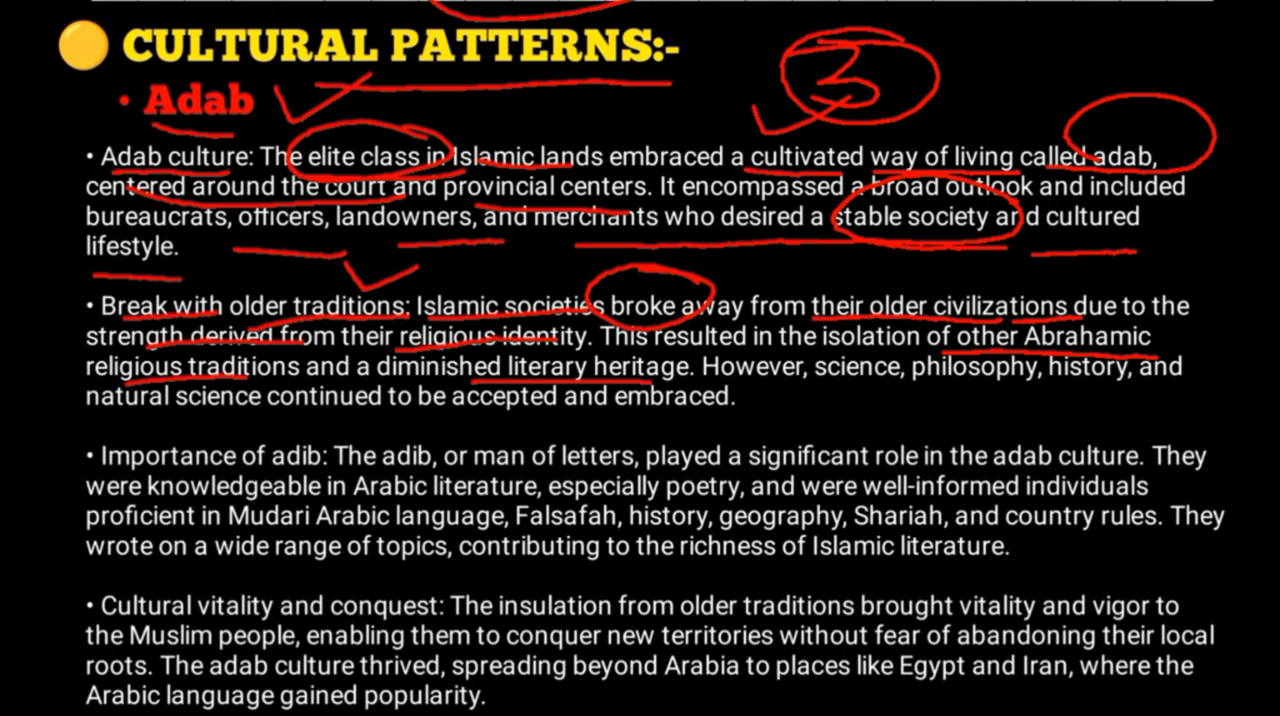 CULTURAL PATTERNS:-
• Adab
3
• Adab culture: The elite class in Islamic lands embraced a cultivated way of living called adab,
centered around the court and provincial centers. It encompassed a broad outlook and included
bureaucrats, officers, landowners, and merchants who desired a stable society and cultured
lifestyle.
• Break with older traditions: Islamic societies broke away from their older civilizations due to the
strength derived from their religious identity. This resulted in the isolation of other Abrahamic
religious traditions and a diminished literary heritage. However, science, philosophy, history, and
natural science continued to be accepted and embraced.
• Importance of adib: The adib, or man of letters, played a significant role in the adab culture. They
were knowledgeable in Arabic literature, especially poetry, and were well-informed individuals
proficient in Mudari Arabic language, Falsafah, history, geography, Shariah, and country rules. They
wrote on a wide range of topics, contributing to the richness of Islamic literature.
• Cultural vitality and conquest: The insulation from older traditions brought vitality and vigor to
the Muslim people, enabling them to conquer new territories without fear of abandoning their local
roots. The adab culture thrived, spreading beyond Arabia to places like Egypt and Iran, where the
Arabic language gained popularity.